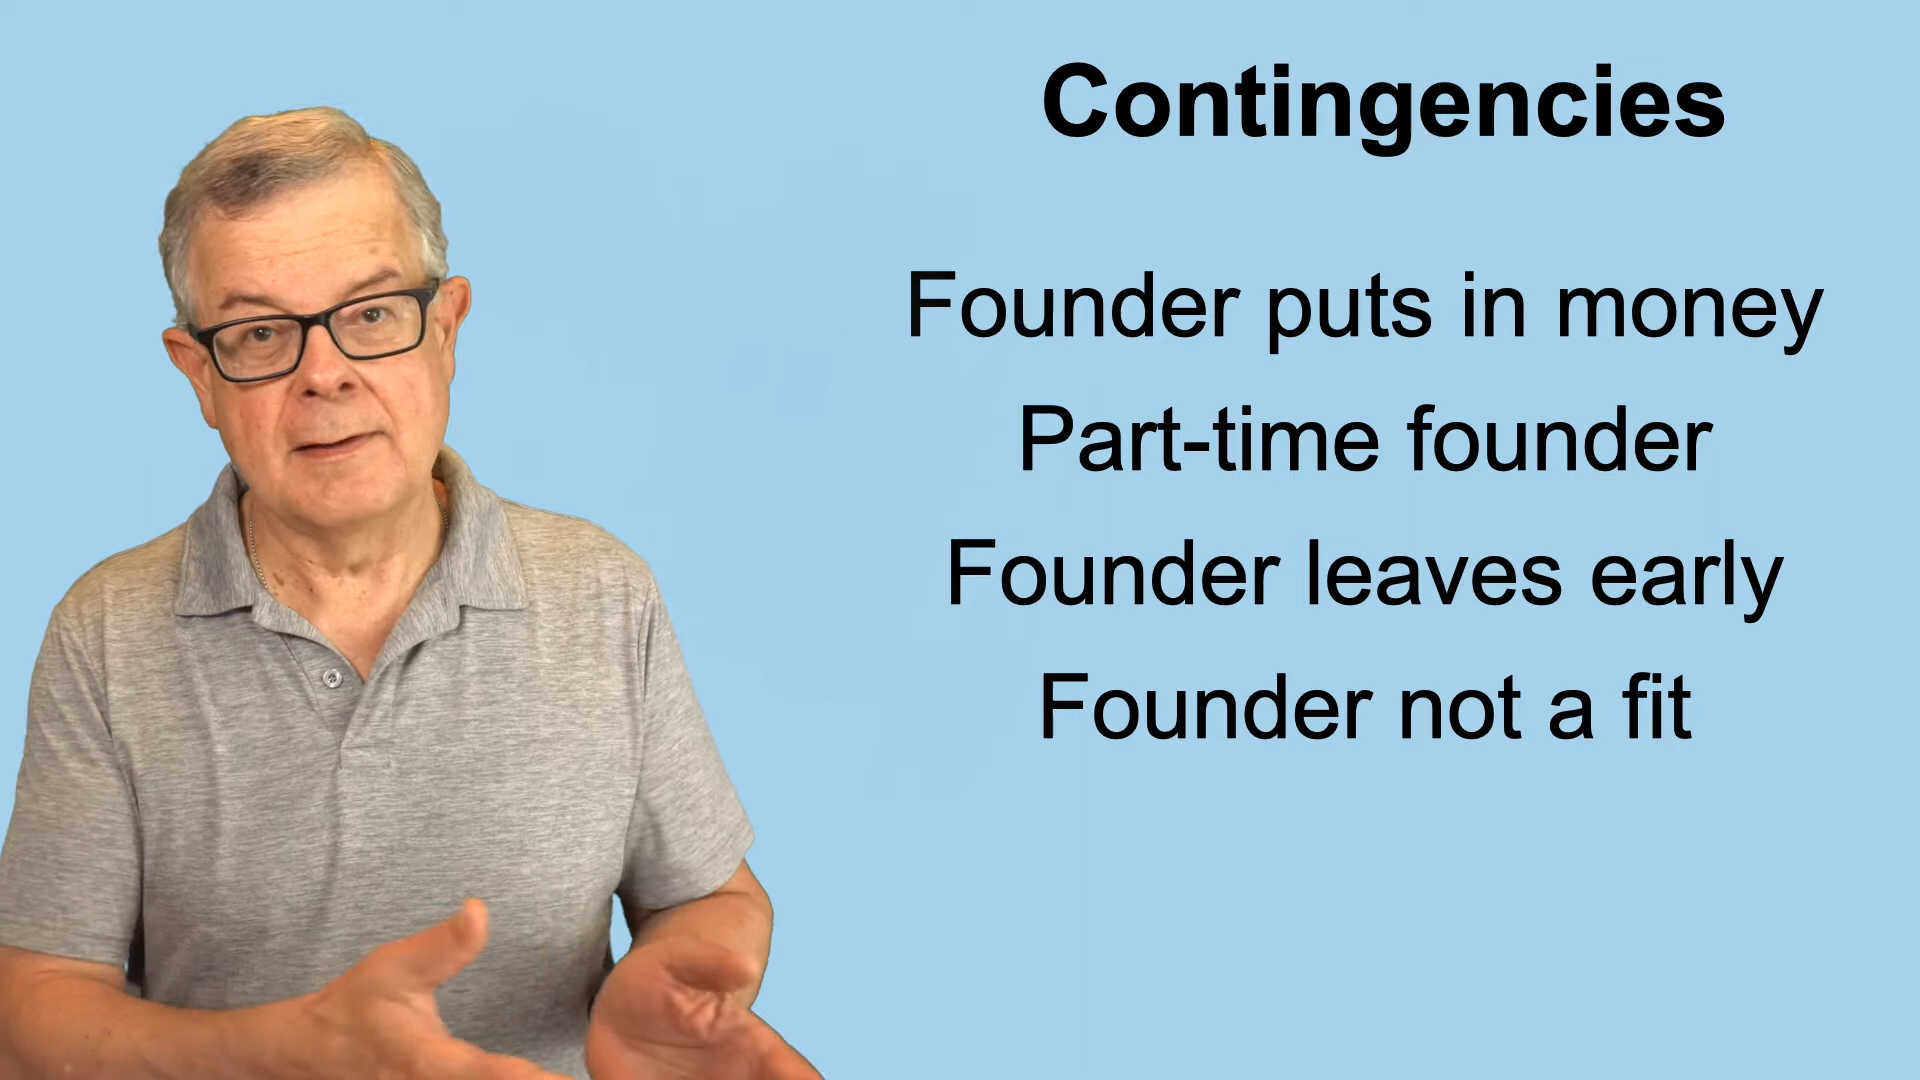 Contingencies
Founder puts in money
Part-time founder
Founder leaves early
Founder not a fit